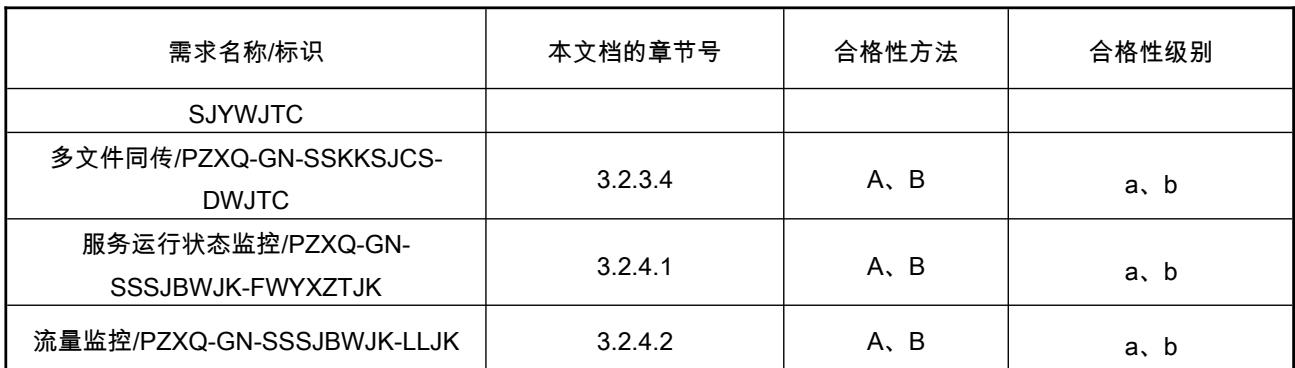 需求名称/标识 本文档的章节号 合格性方法 合格性级别
SJYWJTC
多文件同传/PZXQ-GN-SSKKSJCS-
DWJTC 3.2.3.4 A、B a、b
服务运行状态监控/PZXQ-GN-
SSSJBWJK-FWYXZTJK 3.2.4.1 A、B a、b
流量监控/PZXQ-GN-SSSJBWJK-LLJK 3.2.4.2 A、B a、b